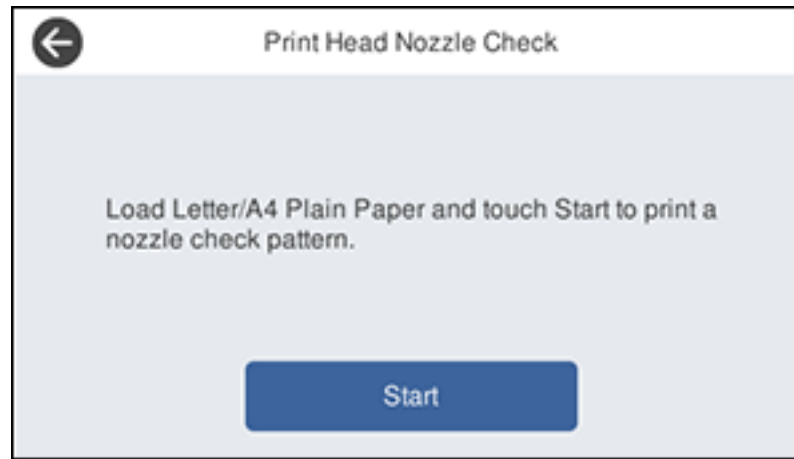 Print Head Nozzle Check
Load Letter/A4 Plain Paper and touch Start to print a
nozzle check pattern.
Start